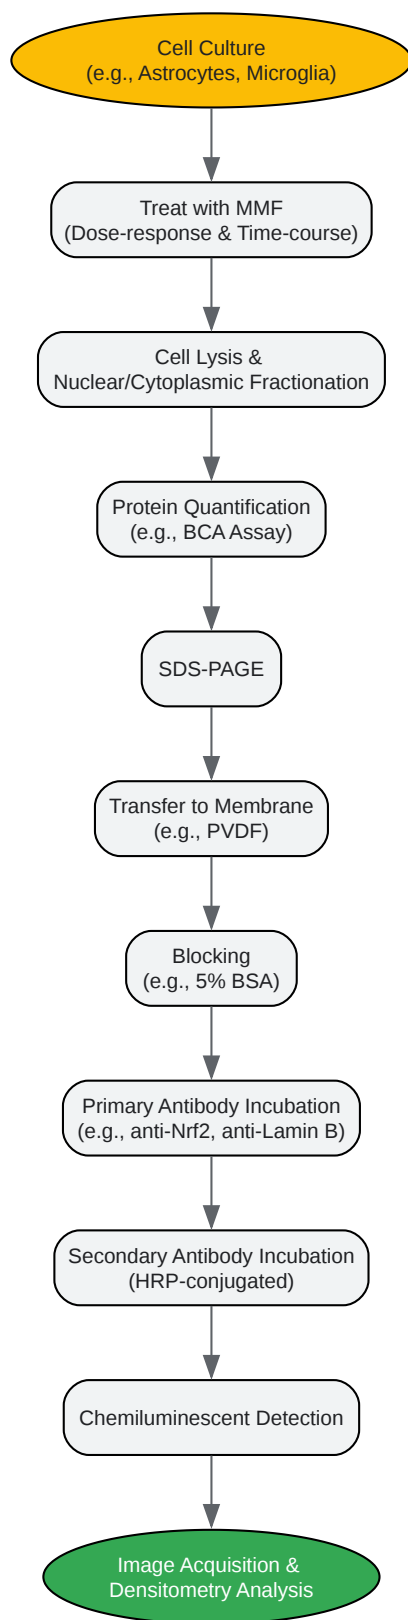 Cell Culture
(e.g., Astrocytes, Microglia)
Treat with MMF
(Dose-response & Time-course)
Cell Lysis &
Nuclear/Cytoplasmic Fractionation
Protein Quantification
(e.g., BCA Assay)
SDS-PAGE
Transfer to Membrane
(e.g., PVDF)
Blocking
(e.g., 5% BSA)
Primary Antibody Incubation
(e.g., anti-Nrf2, anti-Lamin B)
Secondary Antibody Incubation
(HRP-conjugated)
Chemiluminescent Detection
Image Acquisition &
Densitometry Analysis